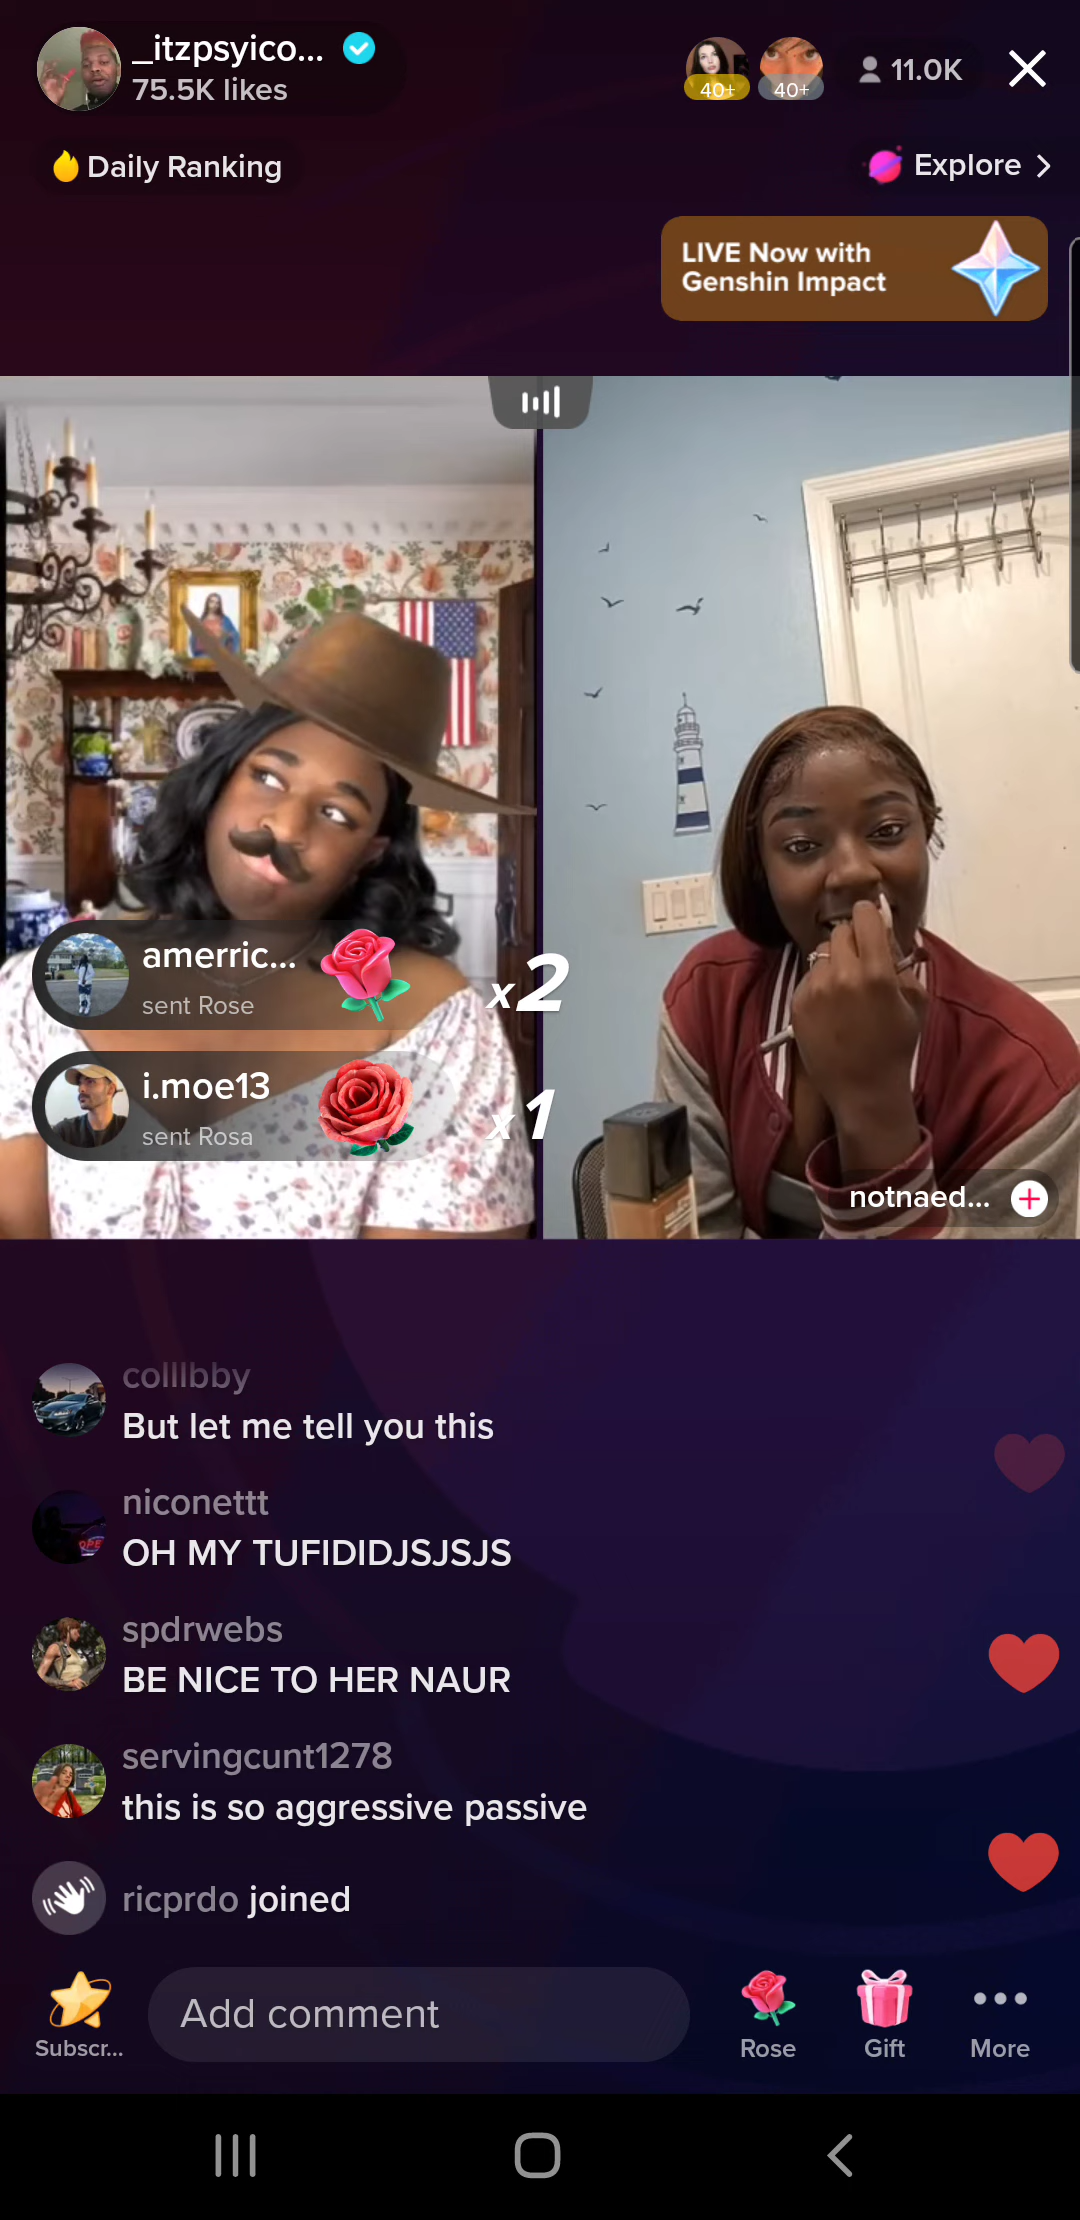 _itzpsyico...
75.5K likes
40+
40+
11.0K
Daily Ranking
Explore
LIVE Now with
Genshin Impact
amerric...
sent Rose
x2
i.moe13
sent Rosa
x1
notnaed...
colllbby
But let me tell you this
niconettt
OH MY TUFIDIDJSJSJS
spdrwebs
BE NICE TO HER NAUR
servingcunt1278
this is so aggressive passive
ricprdo joined
Subscr...
Add comment
Rose
Gift
More